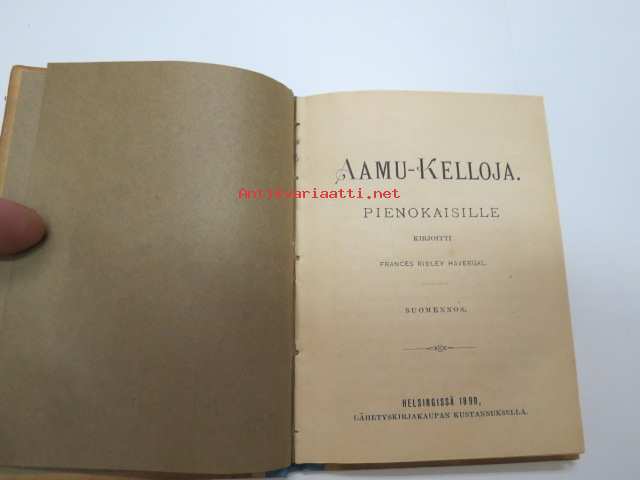 AAMU-KELLOJA.
PIENOKAISILLE
KIRJOITTI
FRANCES RIDLEY HAVERGAL.
SUOMENNOS.
HELSINGISSÄ 1890,
LÄHETYSKIRJAKAUPAN KUSTANNUKSELLA.
Antikvariaatti.net